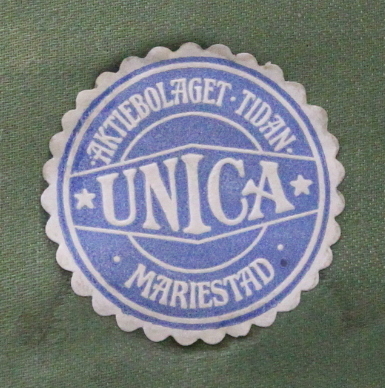 ·AKTIEBOLAGET·TIDAN·
UNICA
· MARIESTAD ·